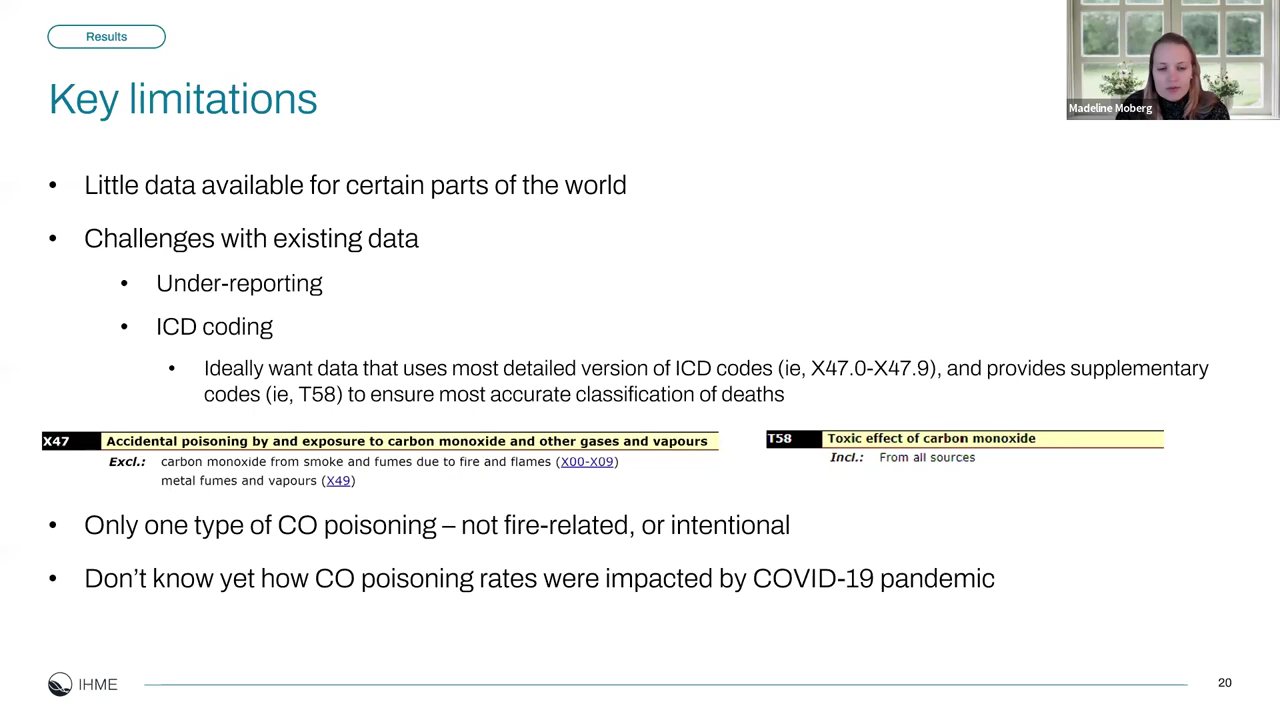 Results
Key limitations
Madeline Moberg
• Little data available for certain parts of the world
• Challenges with existing data
• Under-reporting
• ICD coding
• Ideally want data that uses most detailed version of ICD codes (ie, X47.0-X47.9), and provides supplementary
codes (ie, T58) to ensure most accurate classification of deaths
X47 Accidental poisoning by and exposure to carbon monoxide and other gases and vapours
Excl.: carbon monoxide from smoke and fumes due to fire and flames (X00-X09)
metal fumes and vapours (X49)
T58 Toxic effect of carbon monoxide
Incl.: From all sources
• Only one type of CO poisoning – not fire-related, or intentional
• Don’t know yet how CO poisoning rates were impacted by COVID-19 pandemic
IHME
20